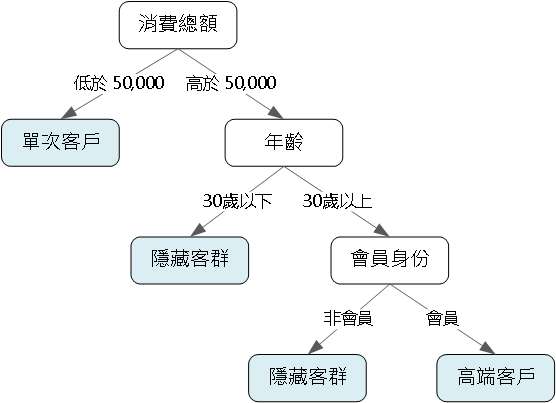 消費總額
低於 50,000
高於 50,000
單次客戶
年齡
30歲以下
30歲以上
隱藏客群
會員身份
非會員
會員
隱藏客群
高端客戶